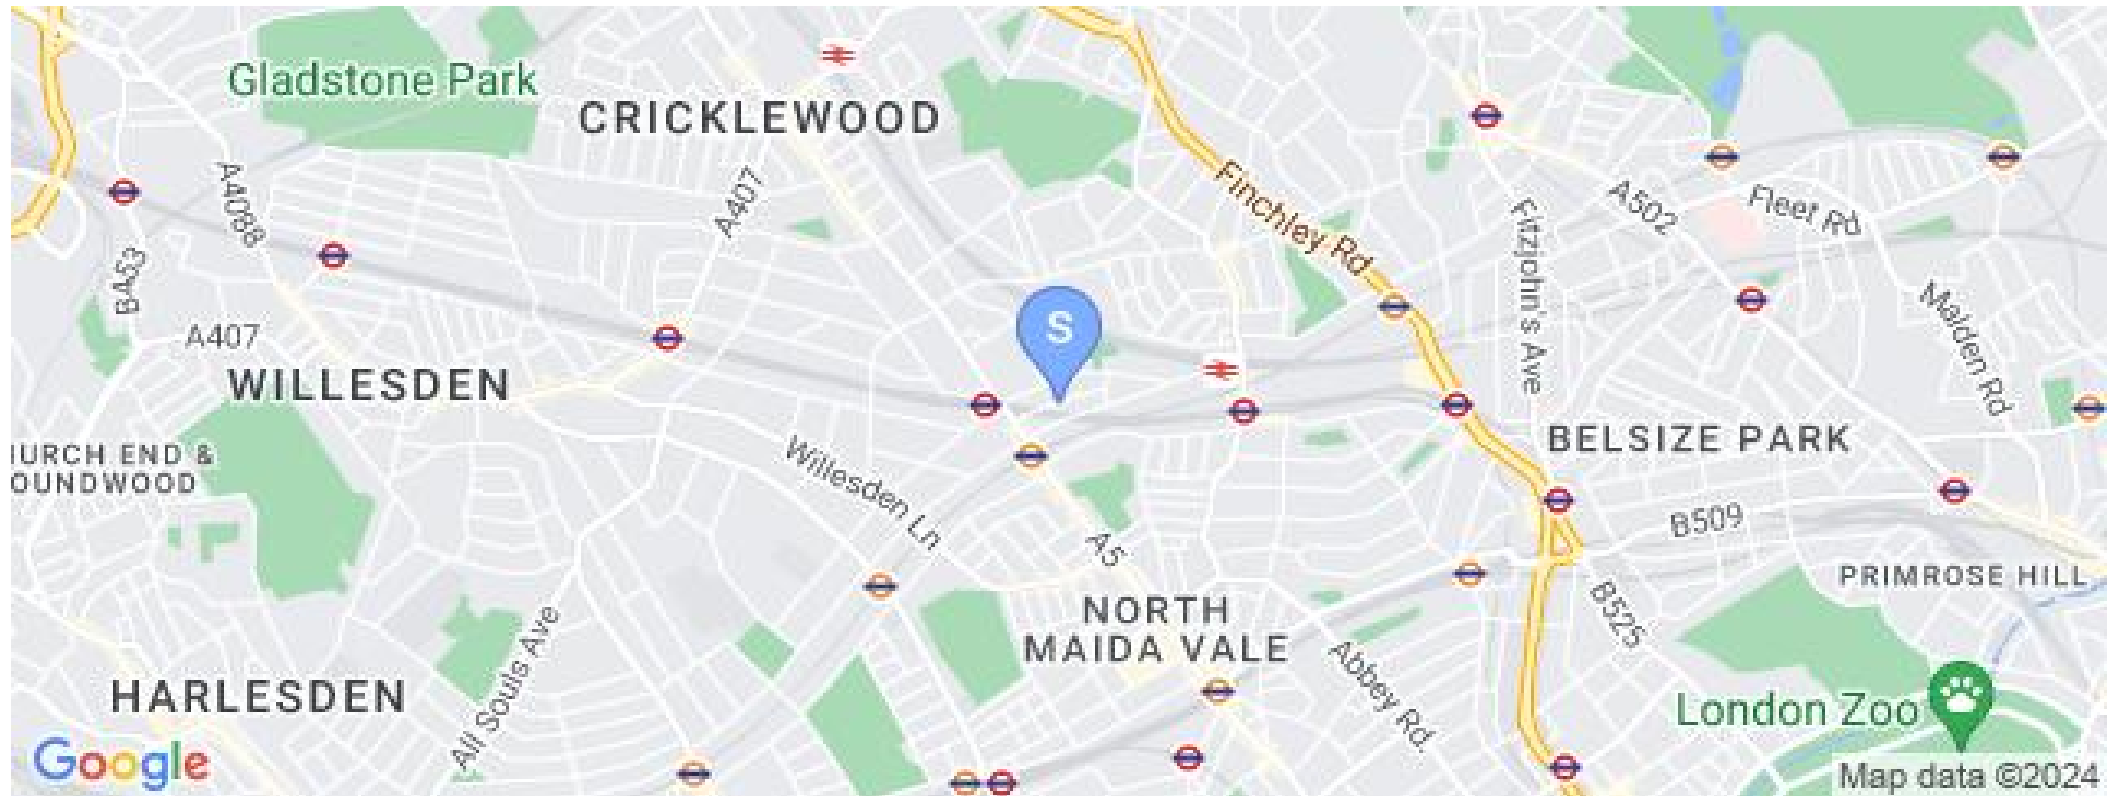 Gladstone Park
CRICKLEWOOD
A4088
A407
Finchley Rd
Fitzjohn's Ave
A502
Fleet Rd
B453
A407
S
Malden Rd
WILLESDEN
HURCH END &
OUNDWOOD
Willesden Ln
BELSIZE PARK
B509
A5
PRIMROSE HILL
NORTH
MAIDA VALE
B525
Abbey Rd.
HARLESDEN
All Souls Ave
London Zoo
Google
Map data ©2024